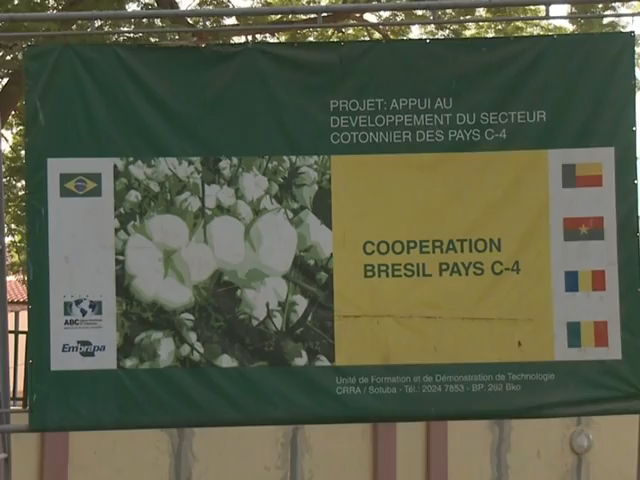 PROJET: APPUI AU
DEVELOPPEMENT DU SECTEUR
COTONNIER DES PAYS C-4
COOPERATION
BRESIL PAYS C-4
ABC
Embrapa
Unité de Formation et de Démonstration de Technologie
CRRA / Sotuba - Tél.: 2024 7853 - BP: 262 Bko